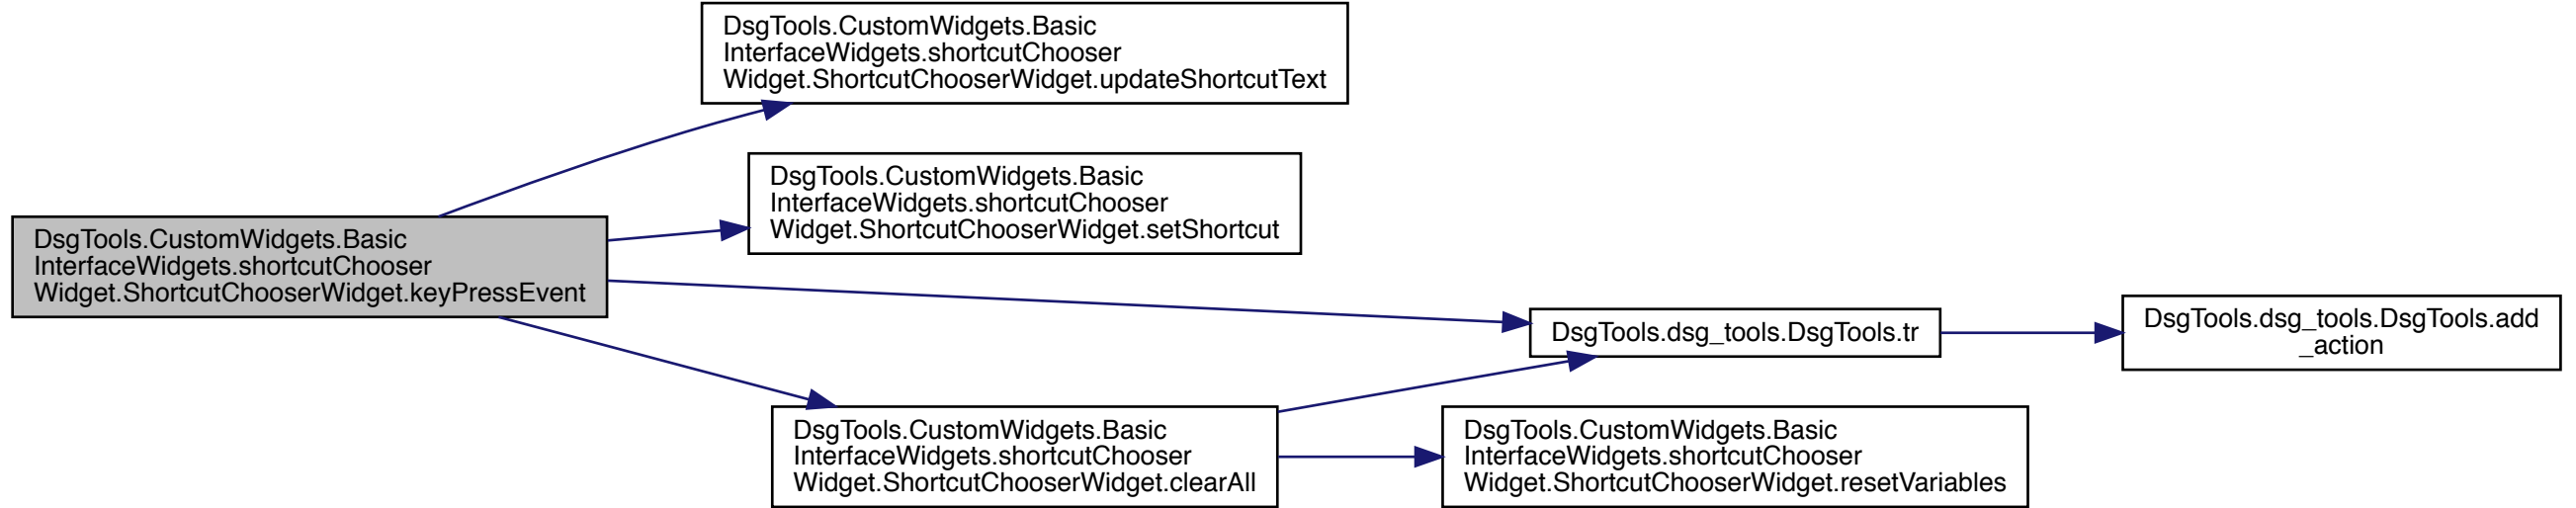 DsgTools.CustomWidgets.Basic
InterfaceWidgets.shortcutChooser
Widget.ShortcutChooserWidget.keyPressEvent
DsgTools.CustomWidgets.Basic
InterfaceWidgets.shortcutChooser
Widget.ShortcutChooserWidget.updateShortcutText
DsgTools.CustomWidgets.Basic
InterfaceWidgets.shortcutChooser
Widget.ShortcutChooserWidget.setShortcut
DsgTools.dsg_tools.DsgTools.tr
DsgTools.dsg_tools.DsgTools.add
_action
DsgTools.CustomWidgets.Basic
InterfaceWidgets.shortcutChooser
Widget.ShortcutChooserWidget.clearAll
DsgTools.CustomWidgets.Basic
InterfaceWidgets.shortcutChooser
Widget.ShortcutChooserWidget.resetVariables